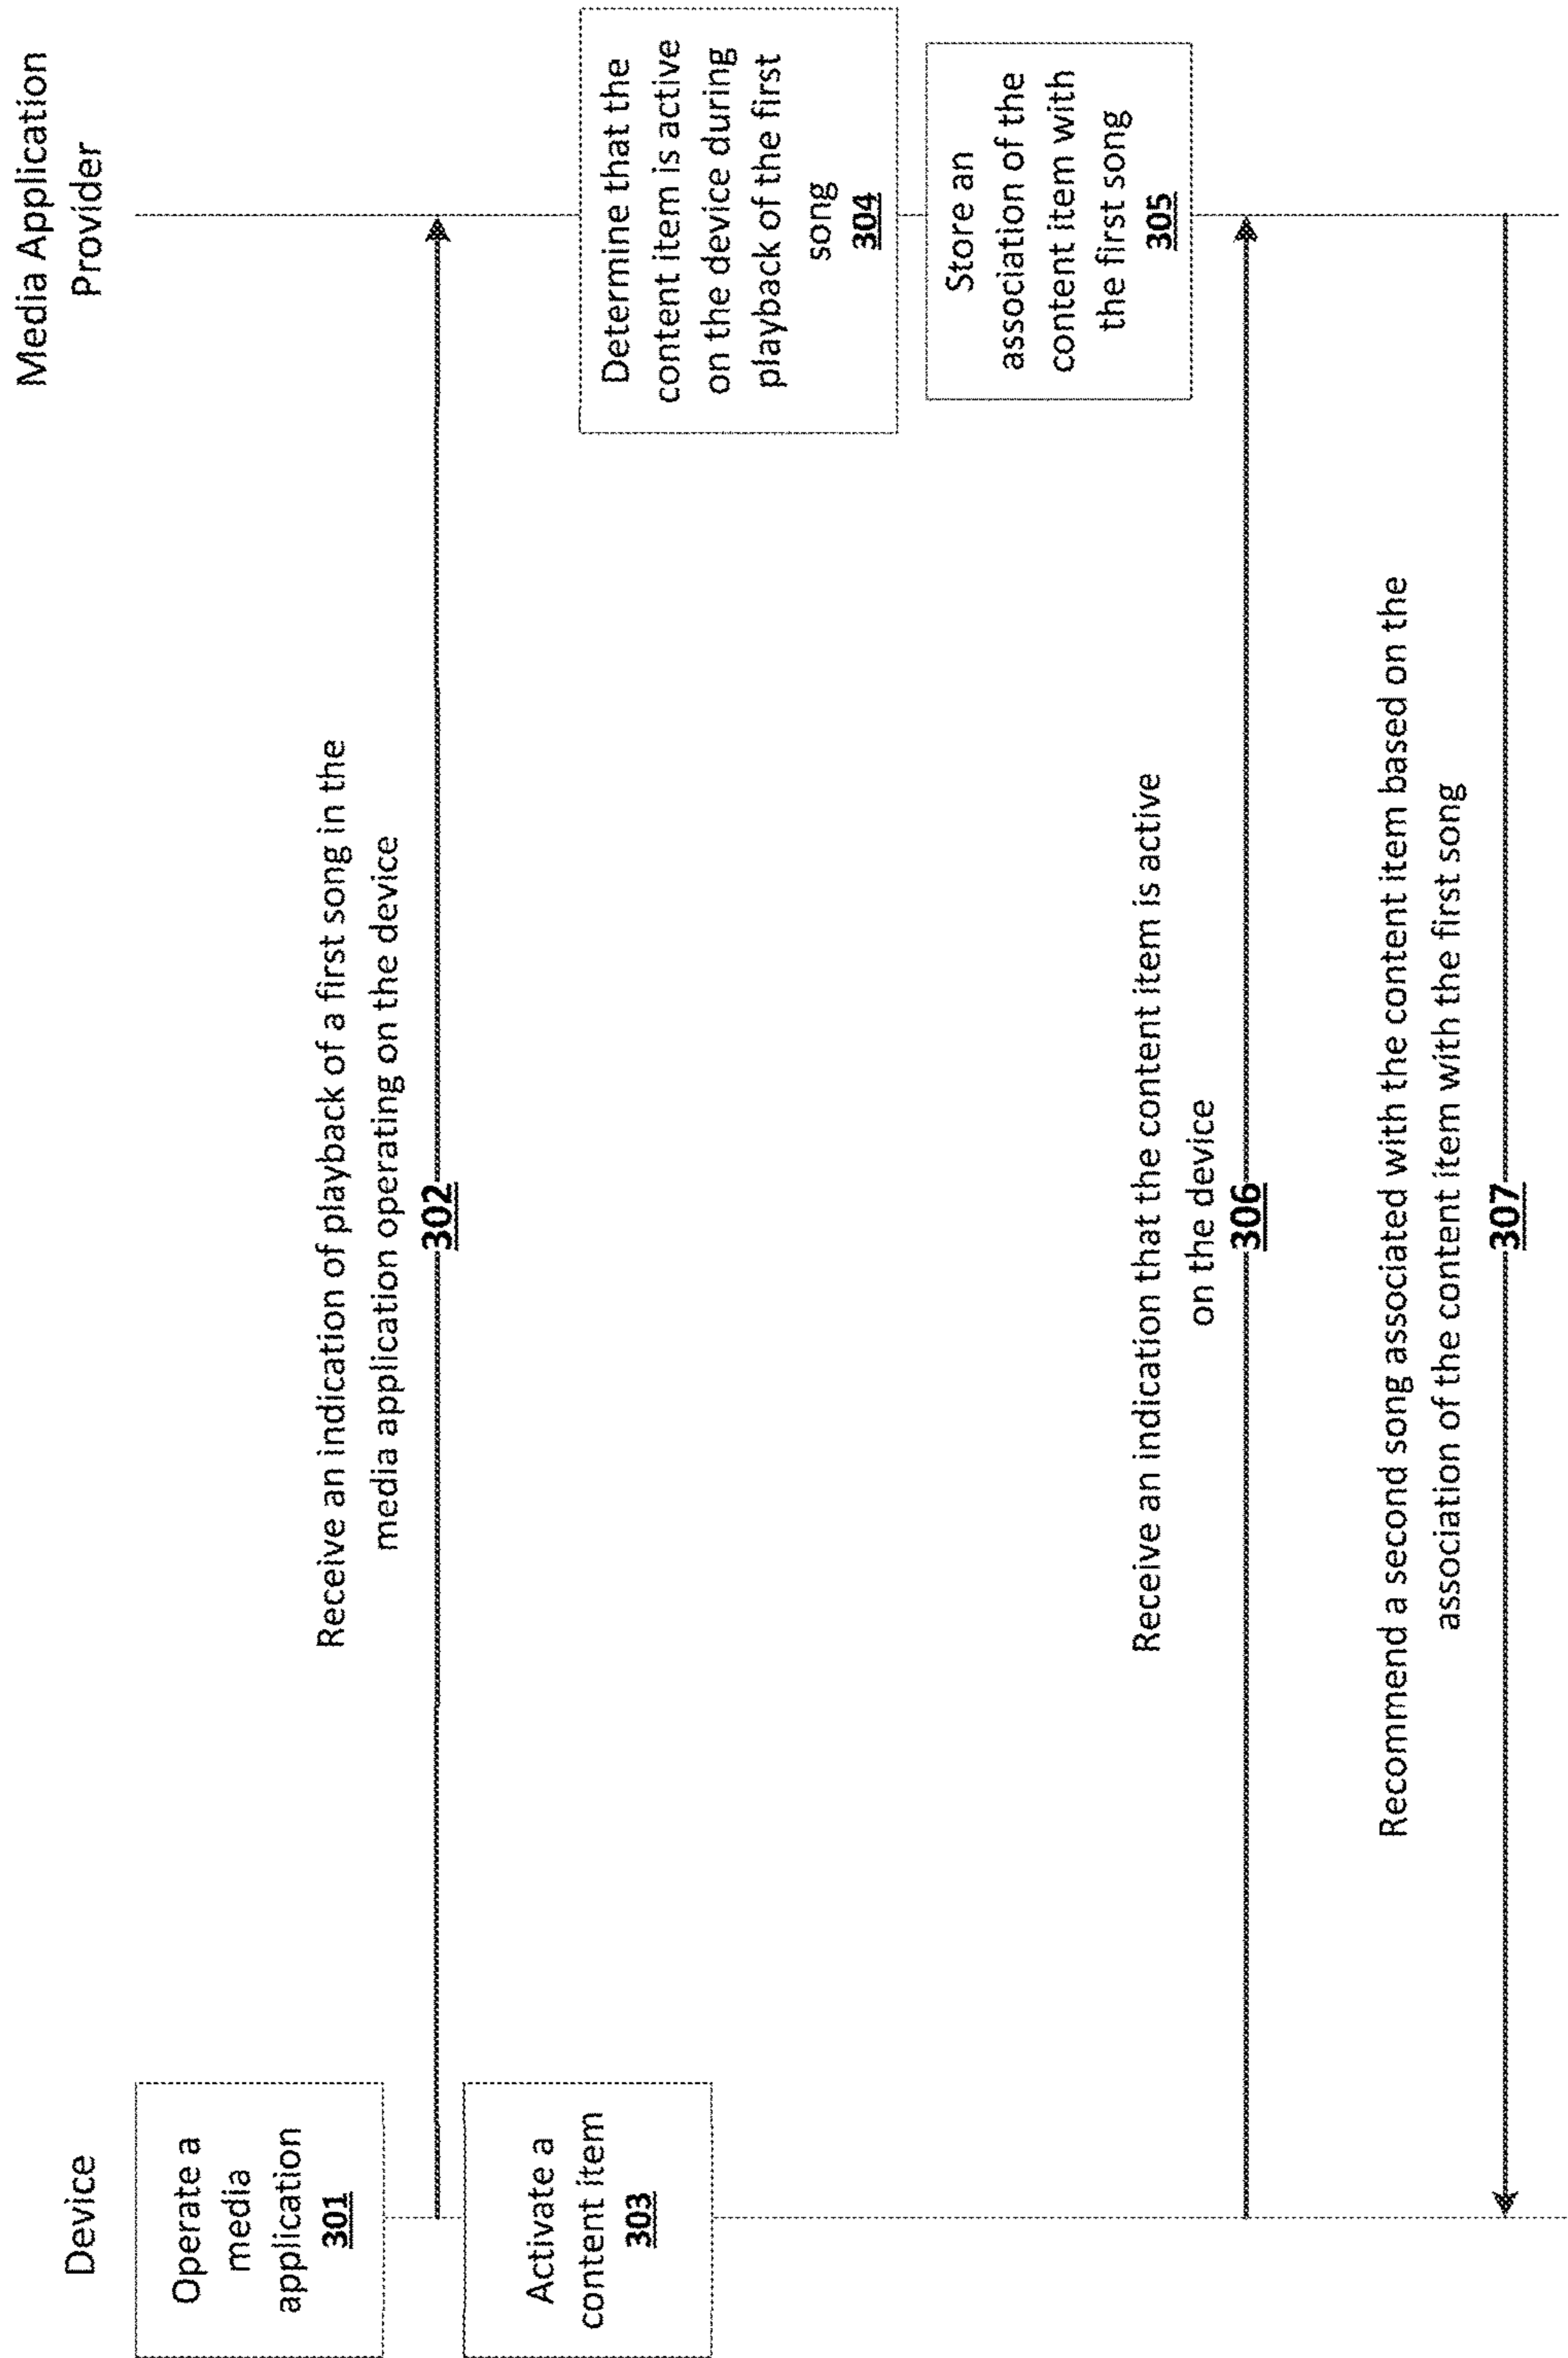 Device
Media Application
Provider
Operate a
media
application
301
Receive an indication of playback of a first song in the
media application operating on the device
302
Activate a
content item
303
Determine that the
content item is active
on the device during
playback of the first
song
304
Store an
association of the
content item with
the first song
305
Receive an indication that the content item is active
on the device
306
Recommend a second song associated with the content item based on the
association of the content item with the first song
307